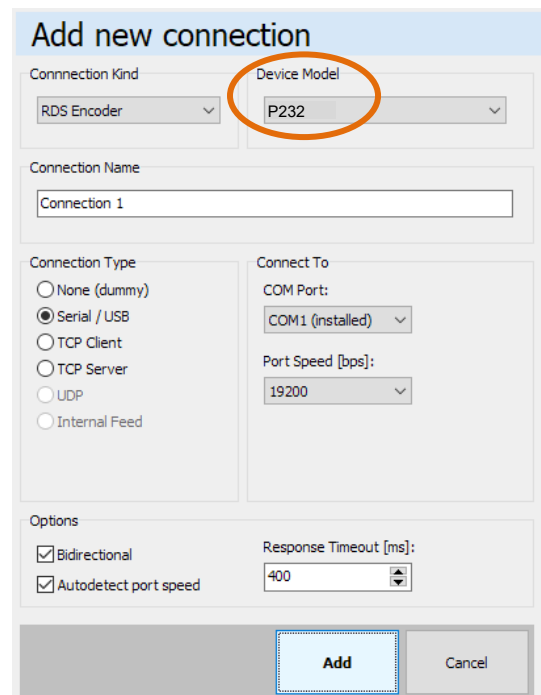 Add new connection
Connnection Kind
Device Model
RDS Encoder
P232
Connection Name
Connection 1
Connection Type
Connect To
None (dummy)
COM Port:
Serial / USB
COM1 (installed)
TCP Client
TCP Server
Port Speed [bps]:
UDP
19200
Internal Feed
Options
Bidirectional
Response Timeout [ms]:
Autodetect port speed
400
Add
Cancel